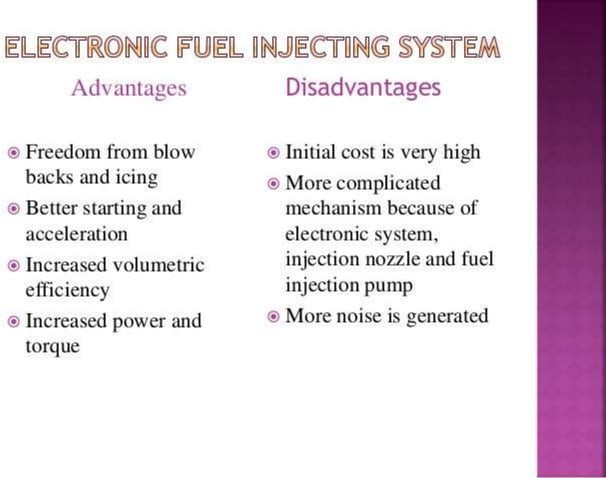 ELECTRONIC FUEL INJECTING SYSTEM
Advantages
Freedom from blow
backs and icing
Better starting and
acceleration
Increased volumetric
efficiency
Increased power and
torque
Disadvantages
Initial cost is very high
More complicated
mechanism because of
electronic system,
injection nozzle and fuel
injection pump
More noise is generated